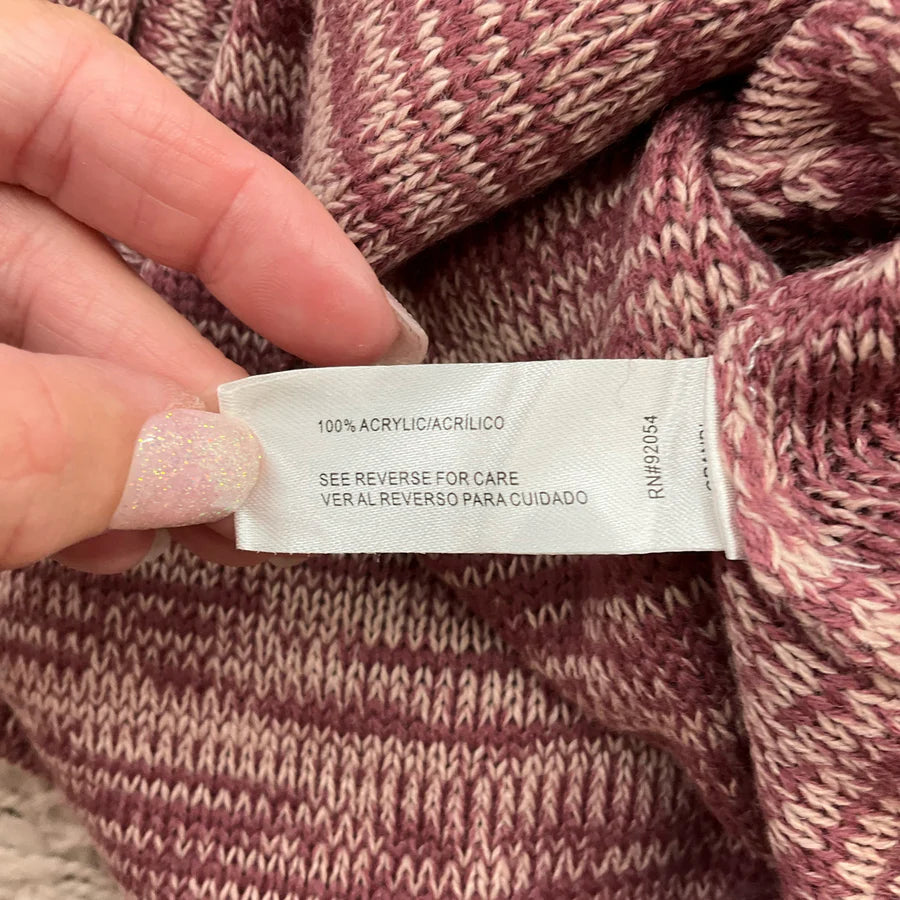 100% ACRYLIC/ACRÍLICO
SEE REVERSE FOR CARE
VER AL REVERSO PARA CUIDADO
RN#92054